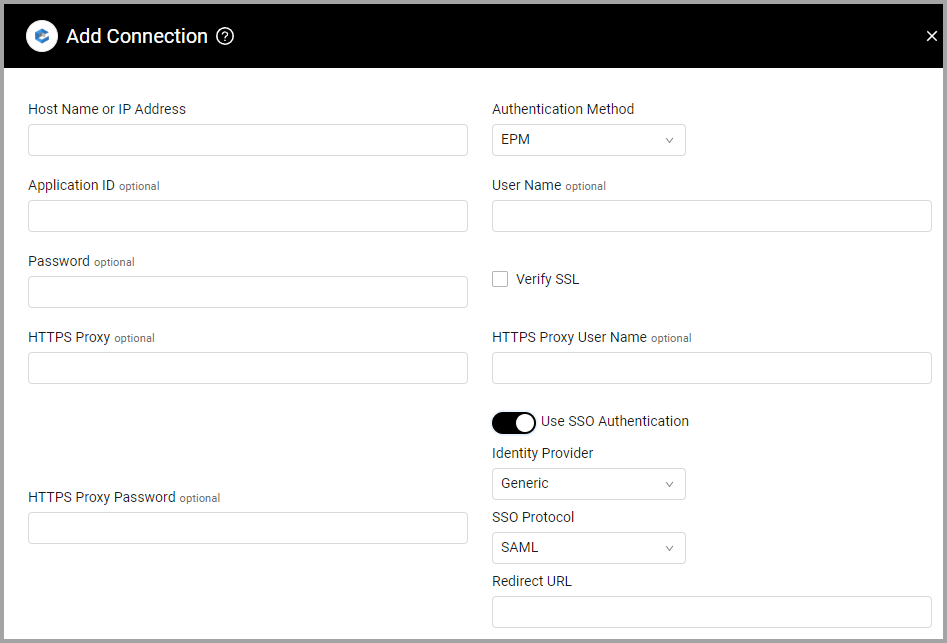 Add Connection ?
Host Name or IP Address
Authentication Method
EPM
Application ID optional
User Name optional
Password optional
Verify SSL
HTTPS Proxy optional
HTTPS Proxy User Name optional
Use SSO Authentication
Identity Provider
Generic
HTTPS Proxy Password optional
SSO Protocol
SAML
Redirect URL